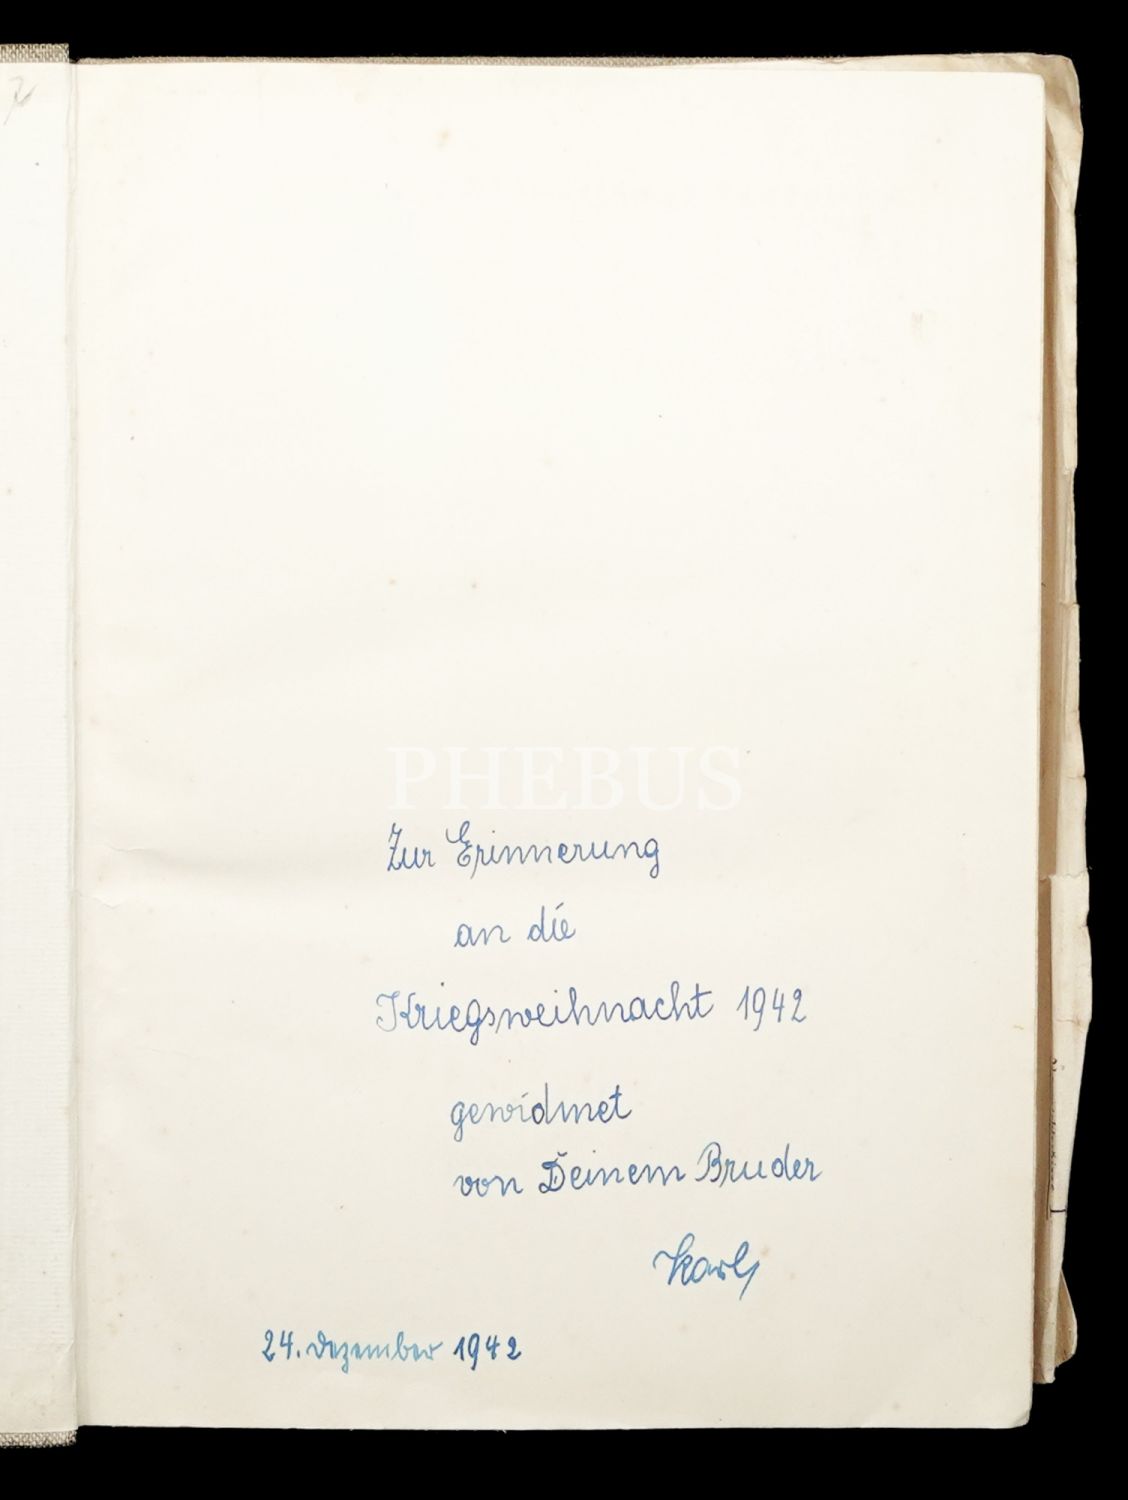 PHEBUS
Zur Erinnerung
an die
Kriegsweihnacht 1942
gewidmet
von Deinem Bruder
Karl
24. Dezember 1942